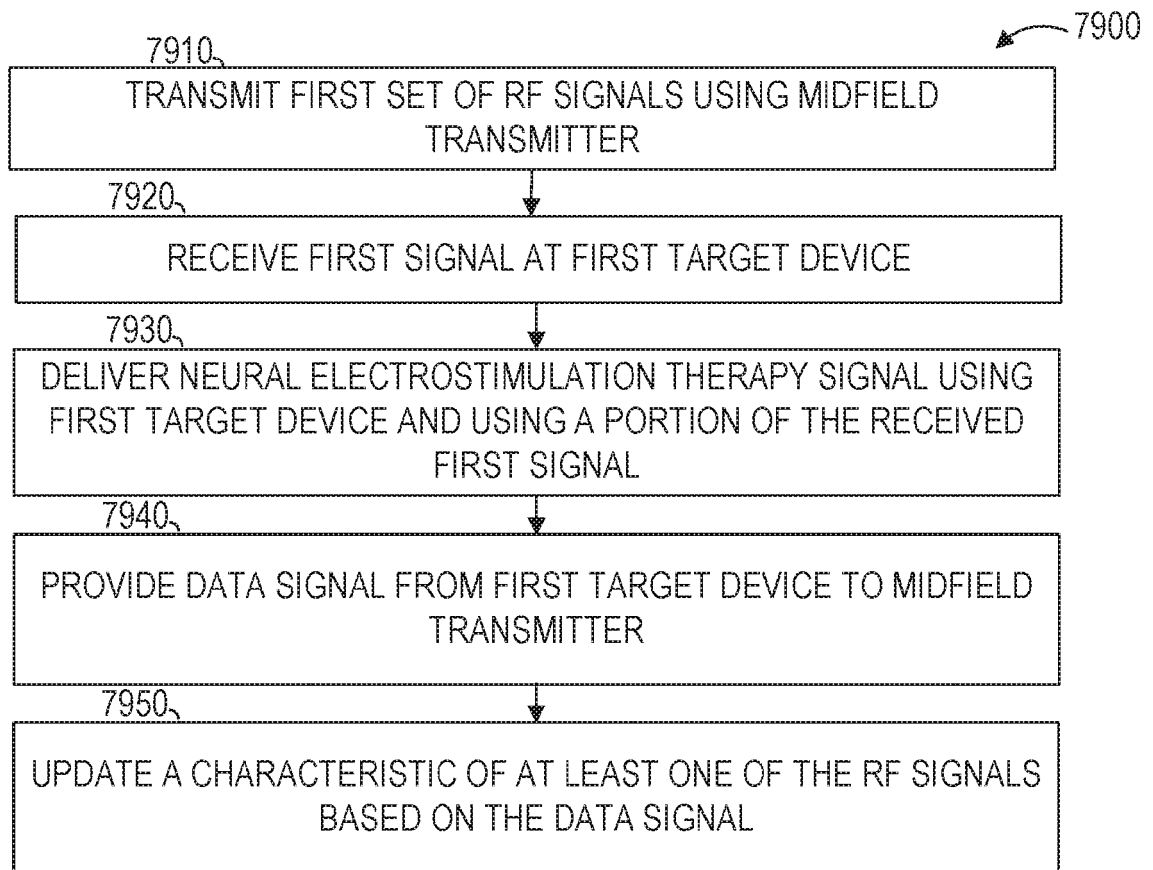 7900
7910
TRANSMIT FIRST SET OF RF SIGNALS USING MIDFIELD
TRANSMITTER
7920
RECEIVE FIRST SIGNAL AT FIRST TARGET DEVICE
7930
DELIVER NEURAL ELECTROSTIMULATION THERAPY SIGNAL USING
FIRST TARGET DEVICE AND USING A PORTION OF THE RECEIVED
FIRST SIGNAL
7940
PROVIDE DATA SIGNAL FROM FIRST TARGET DEVICE TO MIDFIELD
TRANSMITTER
7950
UPDATE A CHARACTERISTIC OF AT LEAST ONE OF THE RF SIGNALS
BASED ON THE DATA SIGNAL